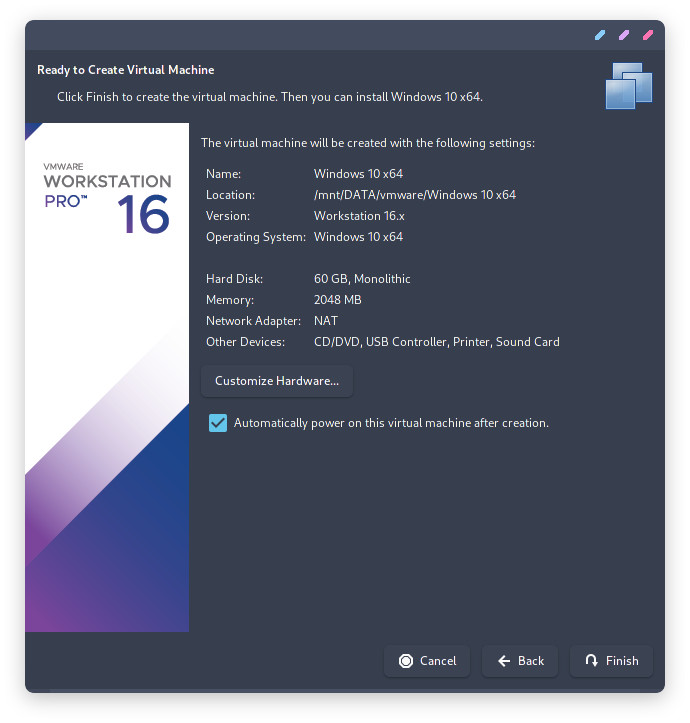 Ready to Create Virtual Machine
Click Finish to create the virtual machine. Then you can install Windows 10 x64.
VMWARE
WORKSTATION
PRO™ 16
The virtual machine will be created with the following settings:
Name: Windows 10 x64
Location: /mnt/DATA/vmware/Windows 10 x64
Version: Workstation 16.x
Operating System: Windows 10 x64
Hard Disk: 60 GB, Monolithic
Memory: 2048 MB
Network Adapter: NAT
Other Devices: CD/DVD, USB Controller, Printer, Sound Card
Customize Hardware...
Automatically power on this virtual machine after creation.
Cancel Back Finish